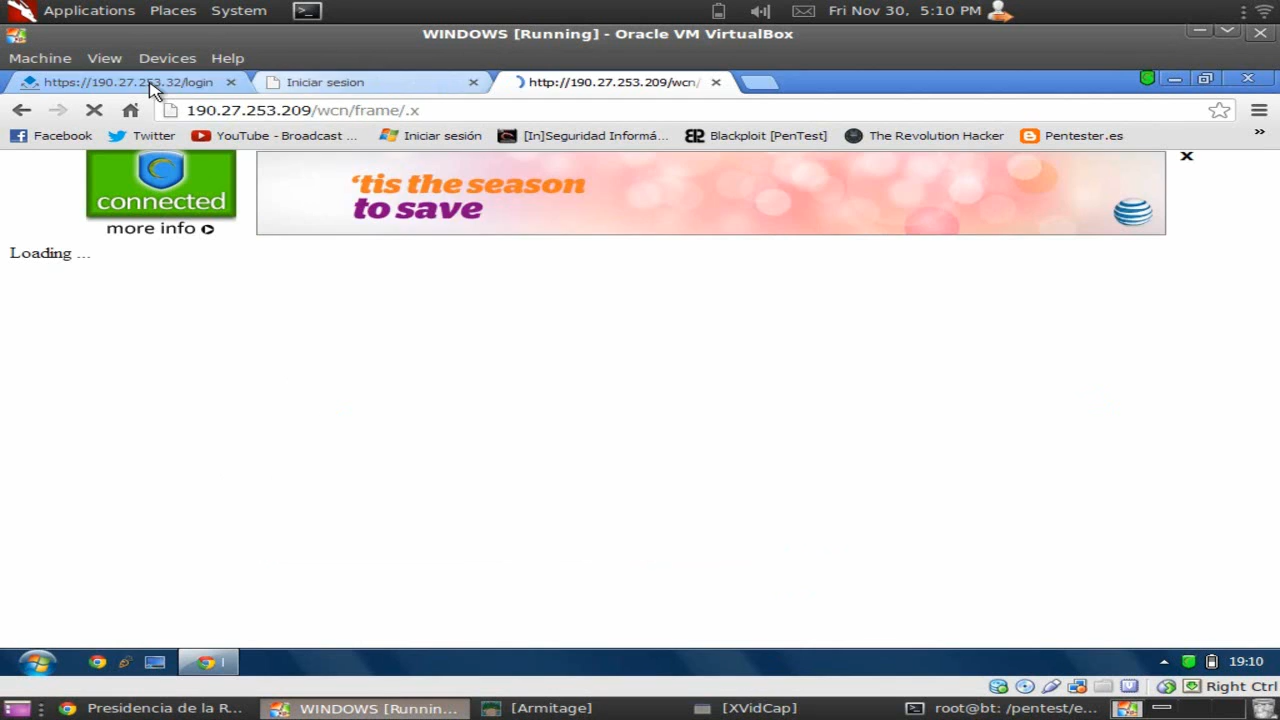 Applications Places System Fri Nov 30, 5:10 PM
WINDOWS [Running] - Oracle VM VirtualBox
Machine View Devices Help
https://190.27.253.32/login Iniciar sesion http://190.27.253.209/wcn/
190.27.253.209/wcn/frame/.x
Facebook Twitter YouTube - Broadcast ... Iniciar sesión [In]Seguridad Informá... Backploit [PenTest] The Revolution Hacker Pentester.es »
connected
more info
'tis the season
to save
x
Loading ...
19:10
Right Ctrl
Presidencia de la R... WINDOWS [Runnin... [Armitage] [XVidCap] root@bt: /pentest/e...